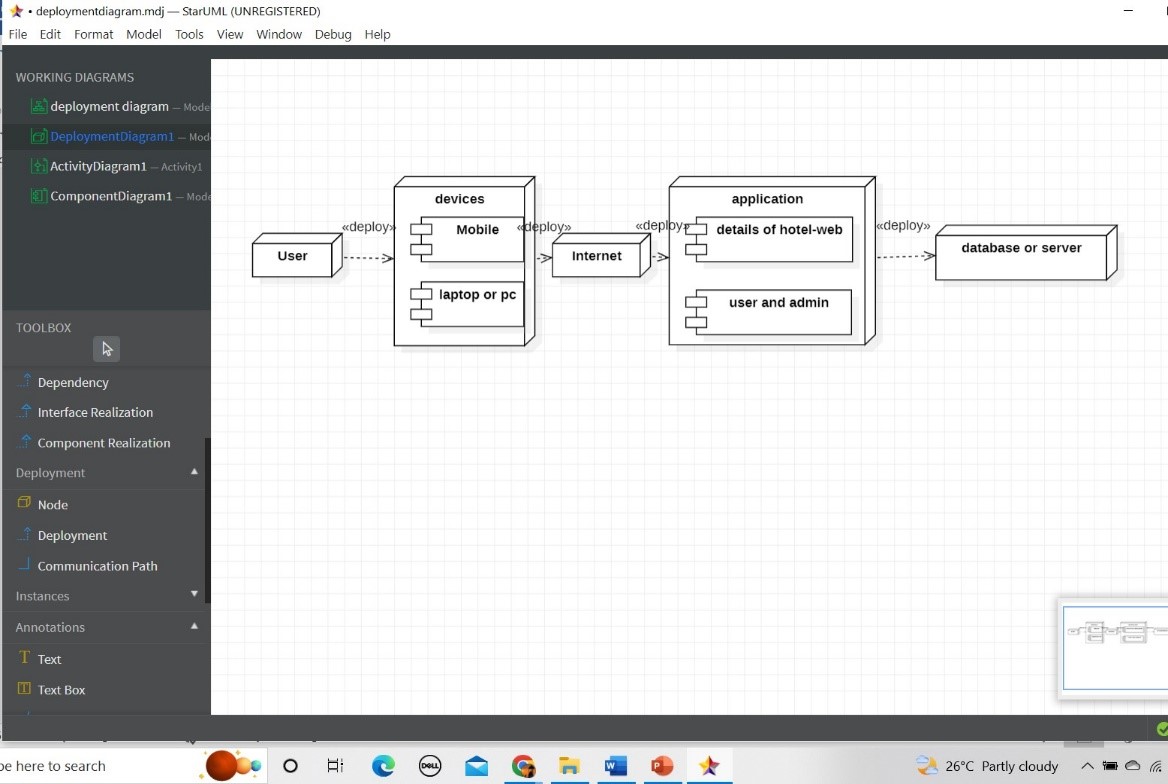 • deploymentdiagram.mdj — StarUML (UNREGISTERED)
File Edit Format Model Tools View Window Debug Help
WORKING DIAGRAMS
deployment diagram — Mode
DeploymentDiagram1 — Mod
ActivityDiagram1 — Activity1
ComponentDiagram1 — Mode
TOOLBOX
Dependency
Interface Realization
Component Realization
Deployment
Node
Deployment
Communication Path
Instances
Annotations
Text
Text Box
User
«deploy»
devices
Mobile
laptop or pc
«deploy»
Internet
«deploy»
application
details of hotel-web
user and admin
«deploy»
database or server
pe here to search
DELL
W
P
26°C Partly cloudy